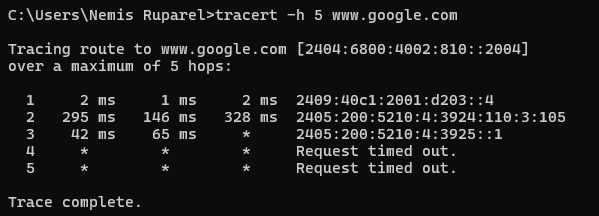 C:\Users\Nemis Ruparel>tracert -h 5 www.google.com
Tracing route to www.google.com [2404:6800:4002:810::2004]
over a maximum of 5 hops:
1 2 ms 1 ms 2 ms 2409:40c1:2001:d203::4
2 295 ms 146 ms 328 ms 2405:200:5210:4:3924:110:3:105
3 42 ms 65 ms * 2405:200:5210:4:3925::1
4 * * * Request timed out.
5 * * * Request timed out.
Trace complete.